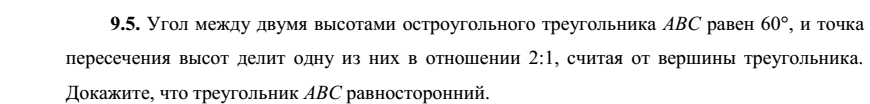 9.5. Угол между двумя высотами остроугольного треугольника ABC равен 60°, и точка
пересечения высот делит одну из них в отношении 2:1, считая от вершины треугольника.
Докажите, что треугольник ABC равносторонний.